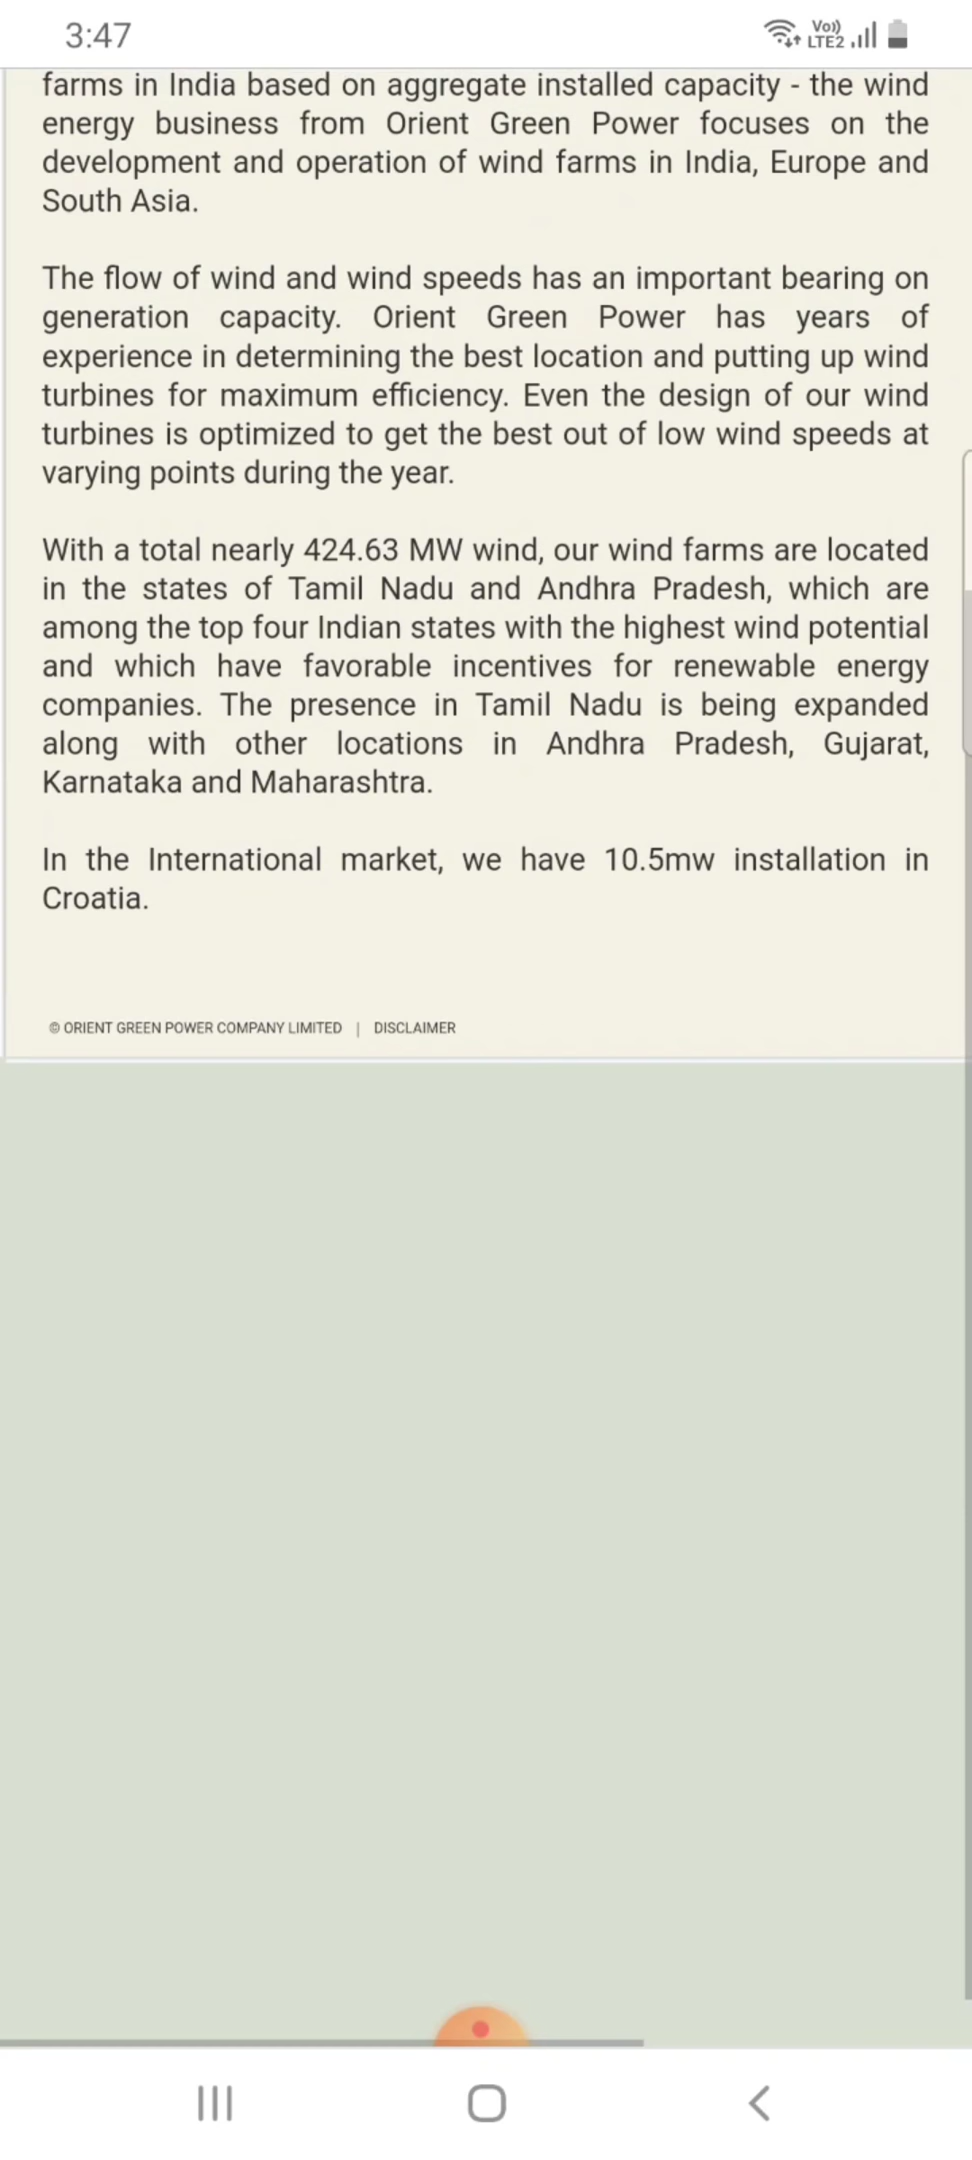 3:47
Vo))
LTE2
farms in India based on aggregate installed capacity - the wind
energy business from Orient Green Power focuses on the
development and operation of wind farms in India, Europe and
South Asia.
The flow of wind and wind speeds has an important bearing on
generation capacity. Orient Green Power has years of
experience in determining the best location and putting up wind
turbines for maximum efficiency. Even the design of our wind
turbines is optimized to get the best out of low wind speeds at
varying points during the year.
With a total nearly 424.63 MW wind, our wind farms are located
in the states of Tamil Nadu and Andhra Pradesh, which are
among the top four Indian states with the highest wind potential
and which have favorable incentives for renewable energy
companies. The presence in Tamil Nadu is being expanded
along with other locations in Andhra Pradesh, Gujarat,
Karnataka and Maharashtra.
In the International market, we have 10.5mw installation in
Croatia.
© ORIENT GREEN POWER COMPANY LIMITED | DISCLAIMER